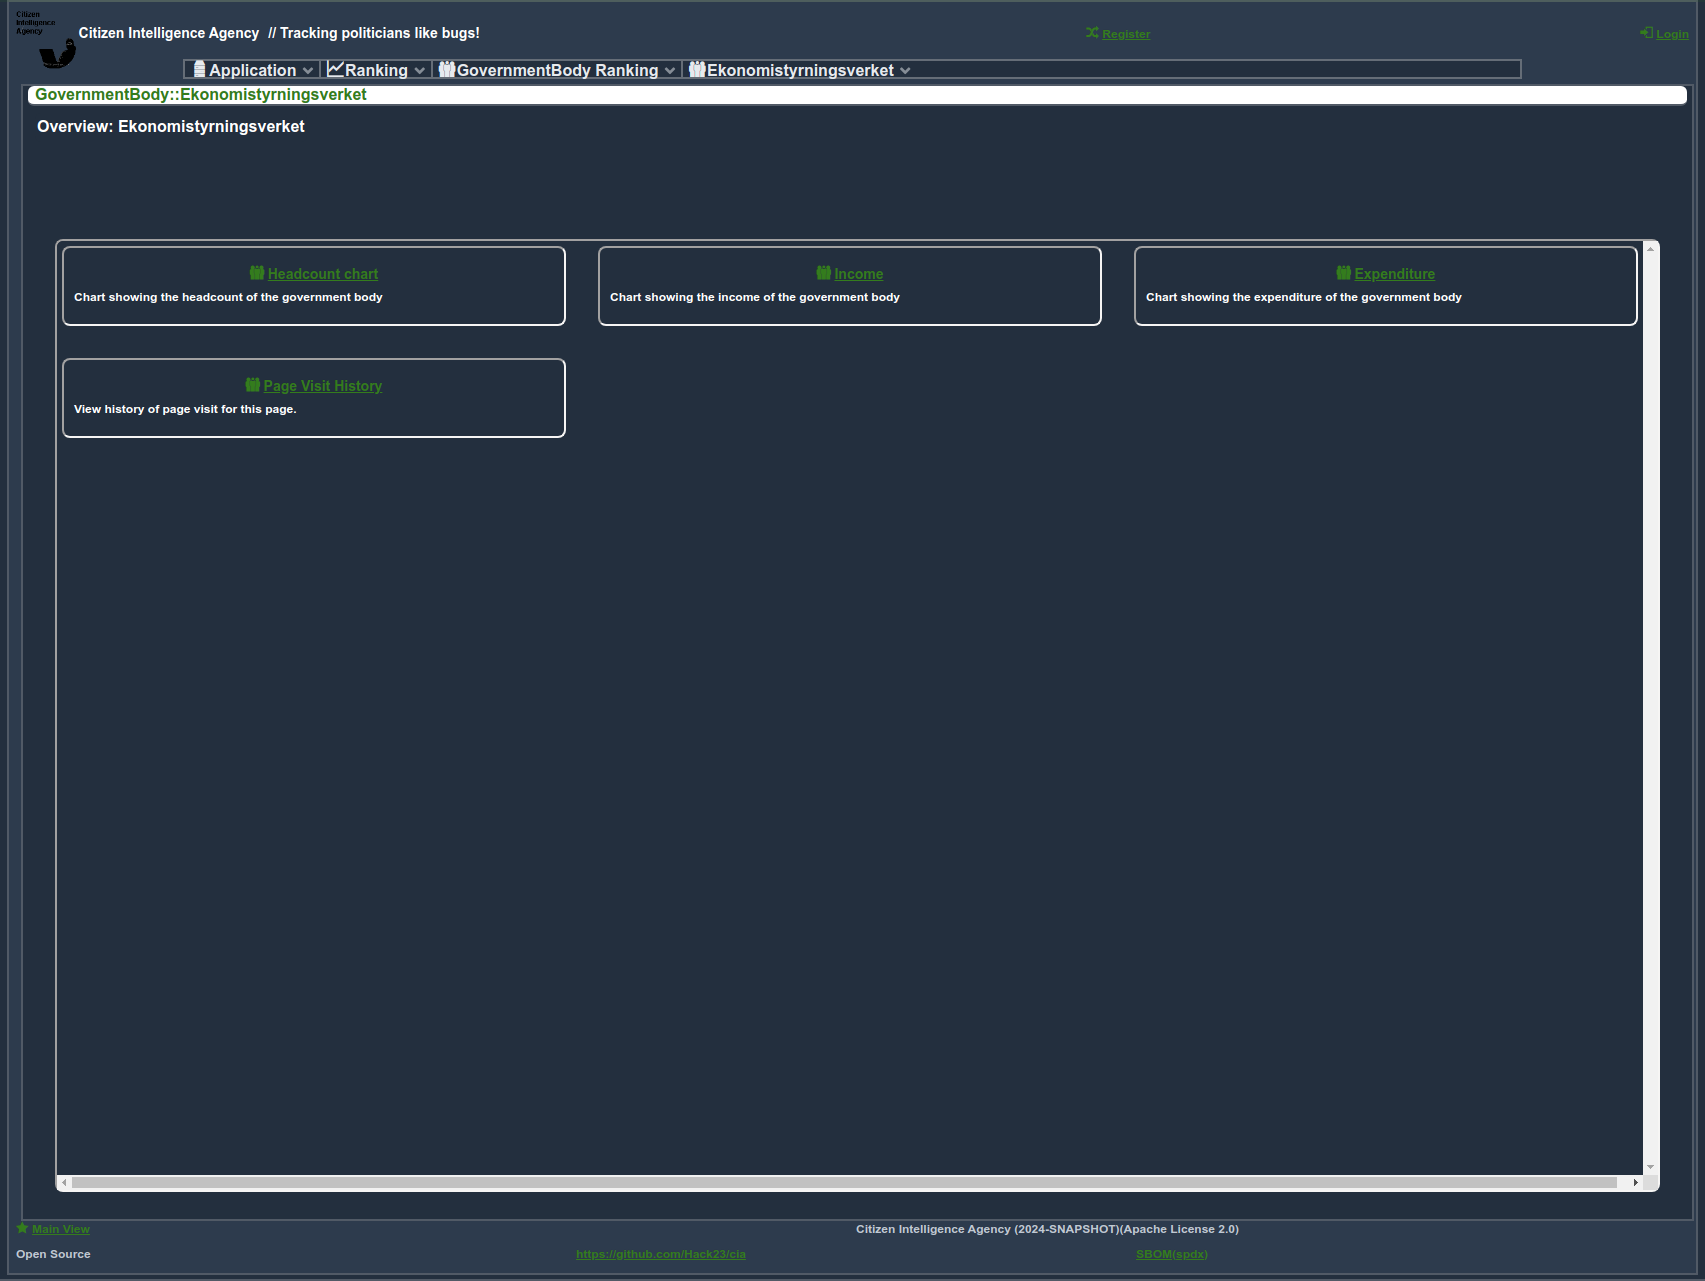 Citizen
Intelligence
Agency
Citizen Intelligence Agency // Tracking politicians like bugs!
Register
Login
Application
Ranking
GovernmentBody Ranking
Ekonomistyrningsverket
GovernmentBody::Ekonomistyrningsverket
Overview: Ekonomistyrningsverket
Headcount chart
Chart showing the headcount of the government body
Income
Chart showing the income of the government body
Expenditure
Chart showing the expenditure of the government body
Page Visit History
View history of page visit for this page.
Main View
Citizen Intelligence Agency (2024-SNAPSHOT)(Apache License 2.0)
Open Source
https://github.com/Hack23/cia
SBOM(spdx)